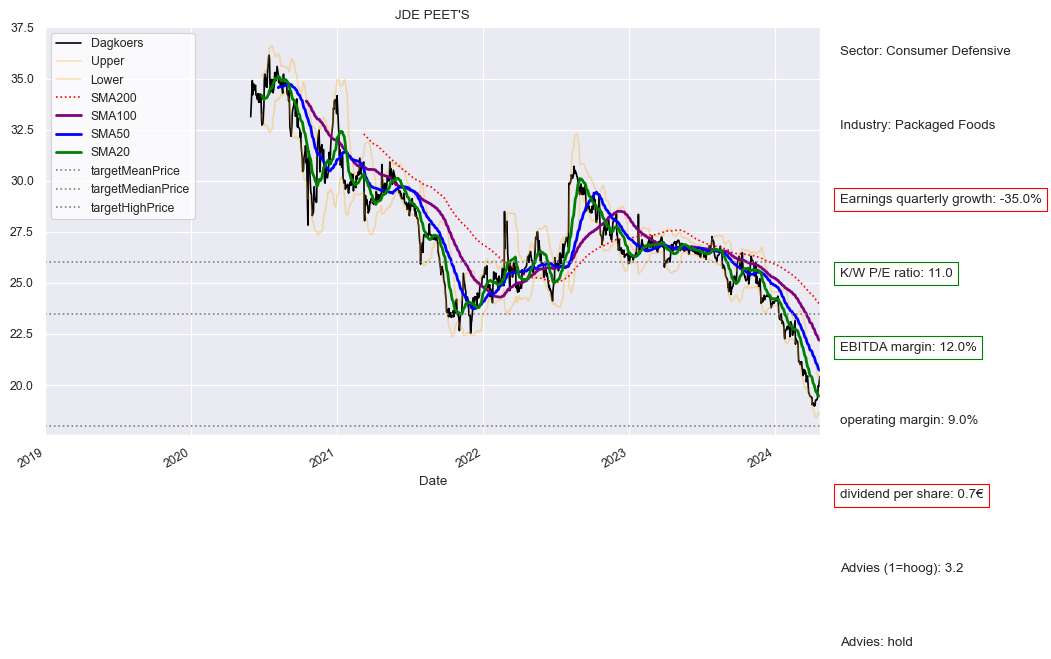 JDE PEET'S
37.5
35.0
32.5
30.0
27.5
25.0
22.5
20.0
Dagkoers
Upper
Lower
SMA200
SMA100
SMA50
SMA20
targetMeanPrice
targetMedianPrice
targetHighPrice
2019
2020
2021
2022
2023
2024
Date
Sector: Consumer Defensive
Industry: Packaged Foods
Earnings quarterly growth: -35.0%
K/W P/E ratio: 11.0
EBITDA margin: 12.0%
operating margin: 9.0%
dividend per share: 0.7€
Advies (1=hoog): 3.2
Advies: hold